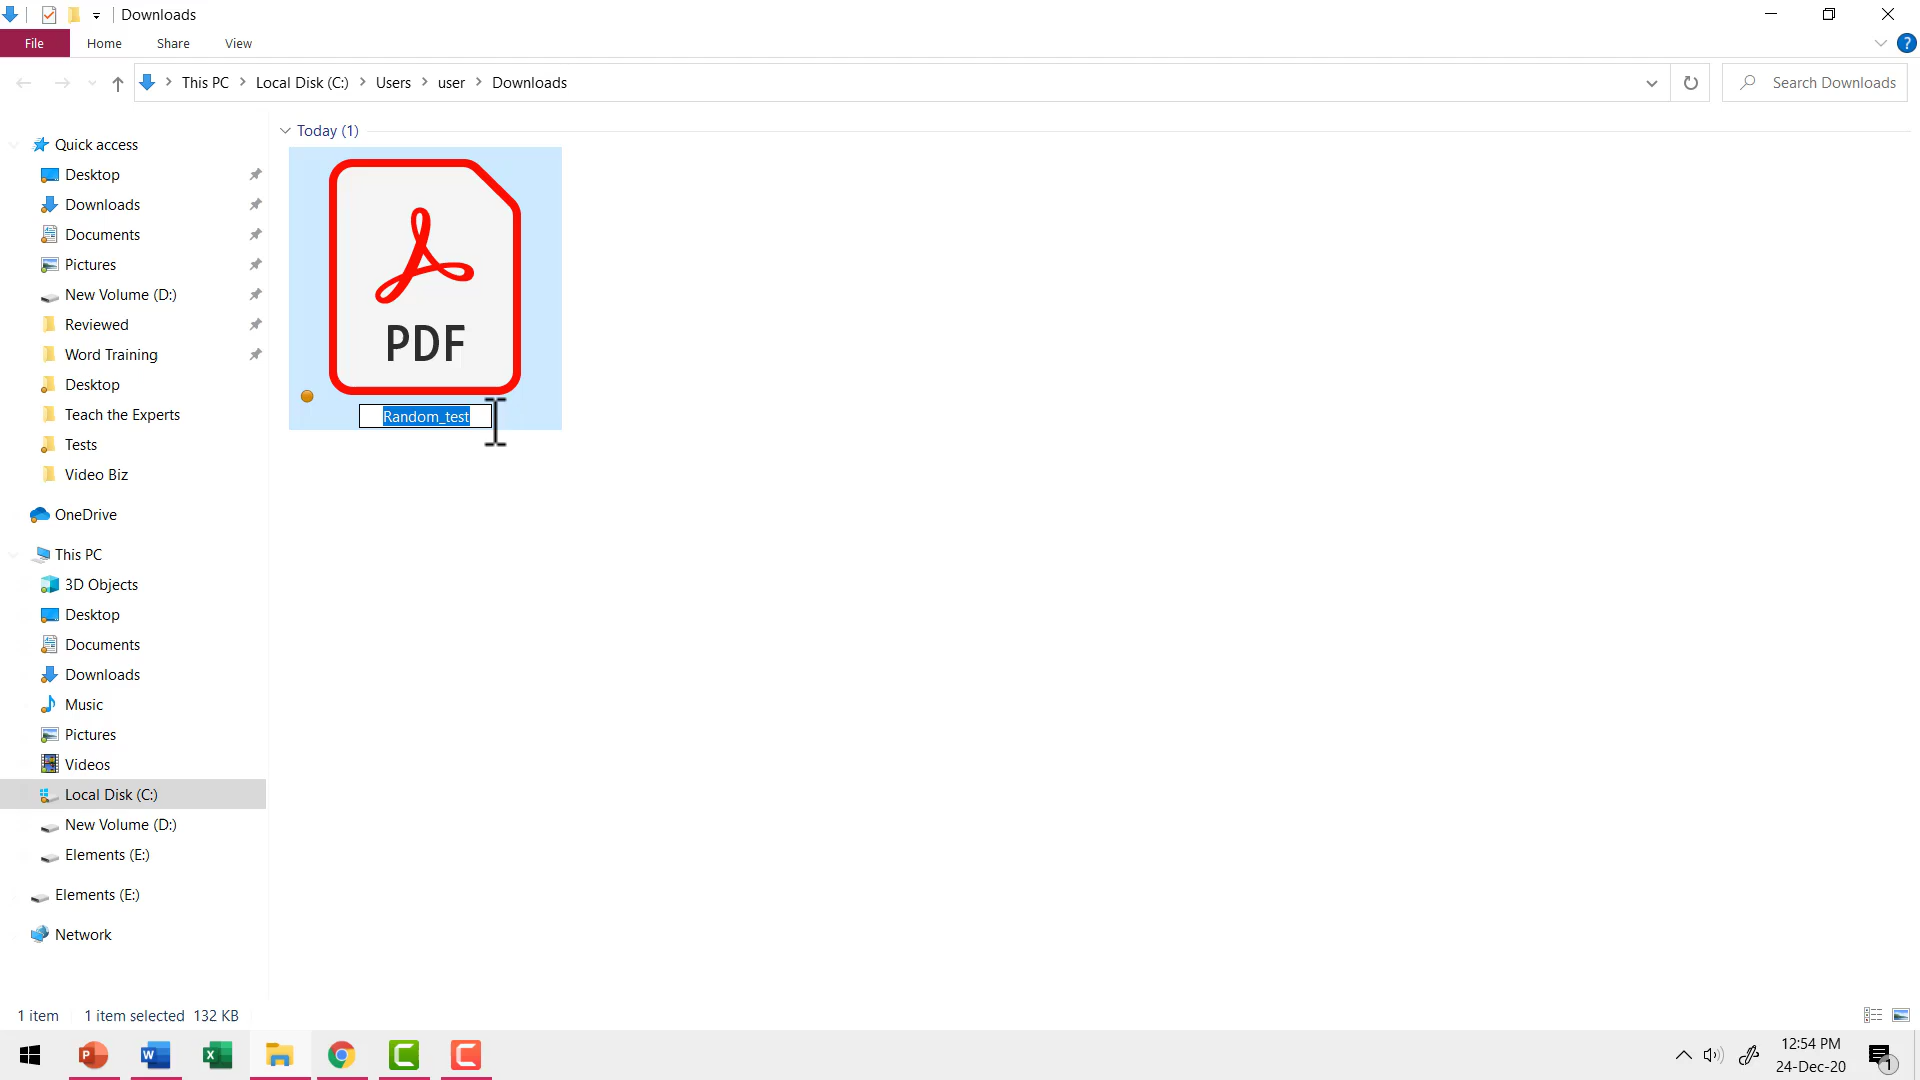 Downloads
File Home Share View
?
This PC Local Disk (C:) Users user Downloads
Search Downloads
Quick access
Desktop
Downloads
Documents
Pictures
New Volume (D:)
Reviewed
Word Training
Desktop
Teach the Experts
Tests
Video Biz
OneDrive
This PC
3D Objects
Desktop
Documents
Downloads
Music
Pictures
Videos
Local Disk (C:)
New Volume (D:)
Elements (E:)
Elements (E:)
Network
Today (1)
PDF
Random_test
1 item 1 item selected 132 KB
P W X C C
12:54 PM
24-Dec-20
1